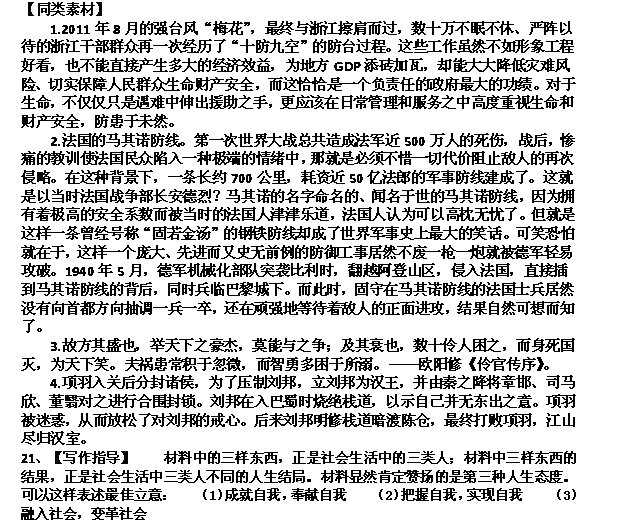 【同类素材】
1.2011年8月的强台风“梅花”，最终与浙江擦肩而过，数十万不眠不休、严阵以
待的浙江干部群众再一次经历了“十防九空”的防台过程。这些工作虽然不如形象工程
好看，也不能直接产生多大的经济效益，为地方GDP添砖加瓦，却能大大降低灾难风
险、切实保障人民群众生命财产安全，而这恰恰是一个负责任的政府最大的功绩。对于
生命，不仅仅只是遇难中伸出援助之手，更应该在日常管理和服务之中高度重视生命和
财产安全，防患于未然。
2.法国的马其诺防线。第一次世界大战总共造成法军近500万人的死伤，战后，惨
痛的教训使法国民众陷入一种极端的情绪中，那就是必须不惜一切代价阻止敌人的再次
侵略。在这种背景下，一条长约700公里，耗资近50亿法郎的军事防线建成了。这就
是以当时法国战争部长安德烈？马其诺的名字命名的、闻名于世的马其诺防线，因为拥
有着极高的安全系数而被当时的法国人津津乐道，法国人认为可以高枕无忧了。但就是
这样一条曾经号称“固若金汤”的钢铁防线却成了世界军事史上最大的笑话。可笑恐怕
就在于，这样一个庞大、先进而又史无前例的防御工事居然不废一枪一炮就被德军轻易
攻破。1940年5月，德军机械化部队突袭比利时，翻越阿登山区，侵入法国，直接插
到马其诺防线的背后，同时兵临巴黎城下。而此时，固守在马其诺防线的法国士兵居然
没有向首都方向抽调一兵一卒，还在顽强地等待着敌人的正面进攻，结果自然可想而知
了。
3.故方其盛也，举天下之豪杰，莫能与之争；及其衰也，数十伶人困之，而身死国
灭，为天下笑。夫祸患常积于忽微，而智勇多困于所溺。——欧阳修《伶官传序》。
4.项羽入关后分封诸侯，为了压制刘邦，立刘邦为汉王，并由秦之降将章邯、司马
欣、董翳对之进行合围封锁。刘邦在入巴蜀时烧绝栈道，以示自己并无东出之意。项羽
被迷惑，从而放松了对刘邦的戒心。后来刘邦明修栈道暗渡陈仓，最终打败项羽，江山
尽归汉室。
21、【写作指导】 材料中的三样东西，正是社会生活中三类人；材料中三样东西的
结果，正是社会生活中三类人不同的人生结局。材料显然肯定赞扬的是第三种人生态度。
可以这样表述最佳立意： （1)成就自我，奉献自我 （2)把握自我，实现自我 （3)
融入社会，变革社会